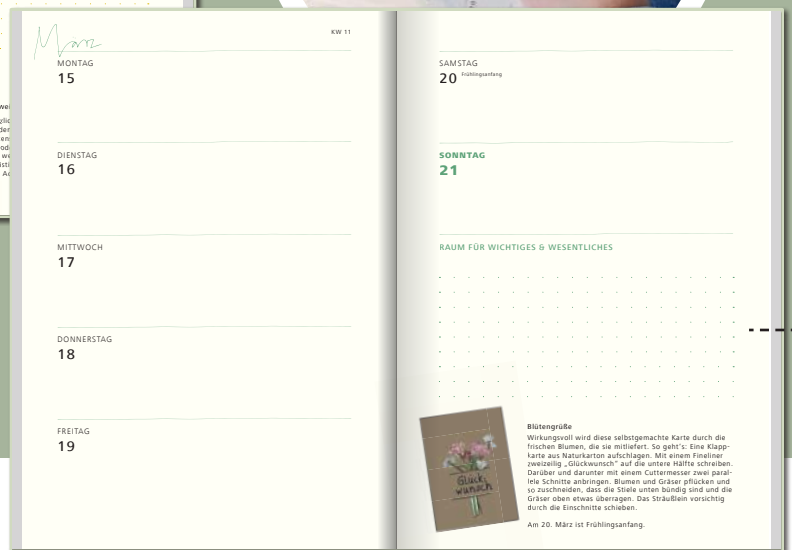 März
KW 11
MONTAG
15
DIENSTAG
16
MITTWOCH
17
DONNERSTAG
18
FREITAG
19
SAMSTAG
20 Frühlingsanfang
SONNTAG
21
RAUM FÜR WICHTIGES & WESENTLICHES
Glück-
wunsch
Blütengrüße
Wirkungsvoll wird diese selbstgemachte Karte durch die
frischen Blumen, die sie mitliefert. So geht's: Eine Klapp-
karte aus Naturkarton aufschlagen. Mit einem Fineliner
zweizeilig „Glückwunsch" auf die untere Hälfte schreiben.
Darüber und darunter mit einem Cuttermesser zwei paral-
lele Schnitte anbringen. Blumen und Gräser pflücken und
so zuschneiden, dass die Stiele unten bündig sind und die
Gräser oben etwas überragen. Das Sträußlein vorsichtig
durch die Einschnitte schieben.
Am 20. März ist Frühlingsanfang.